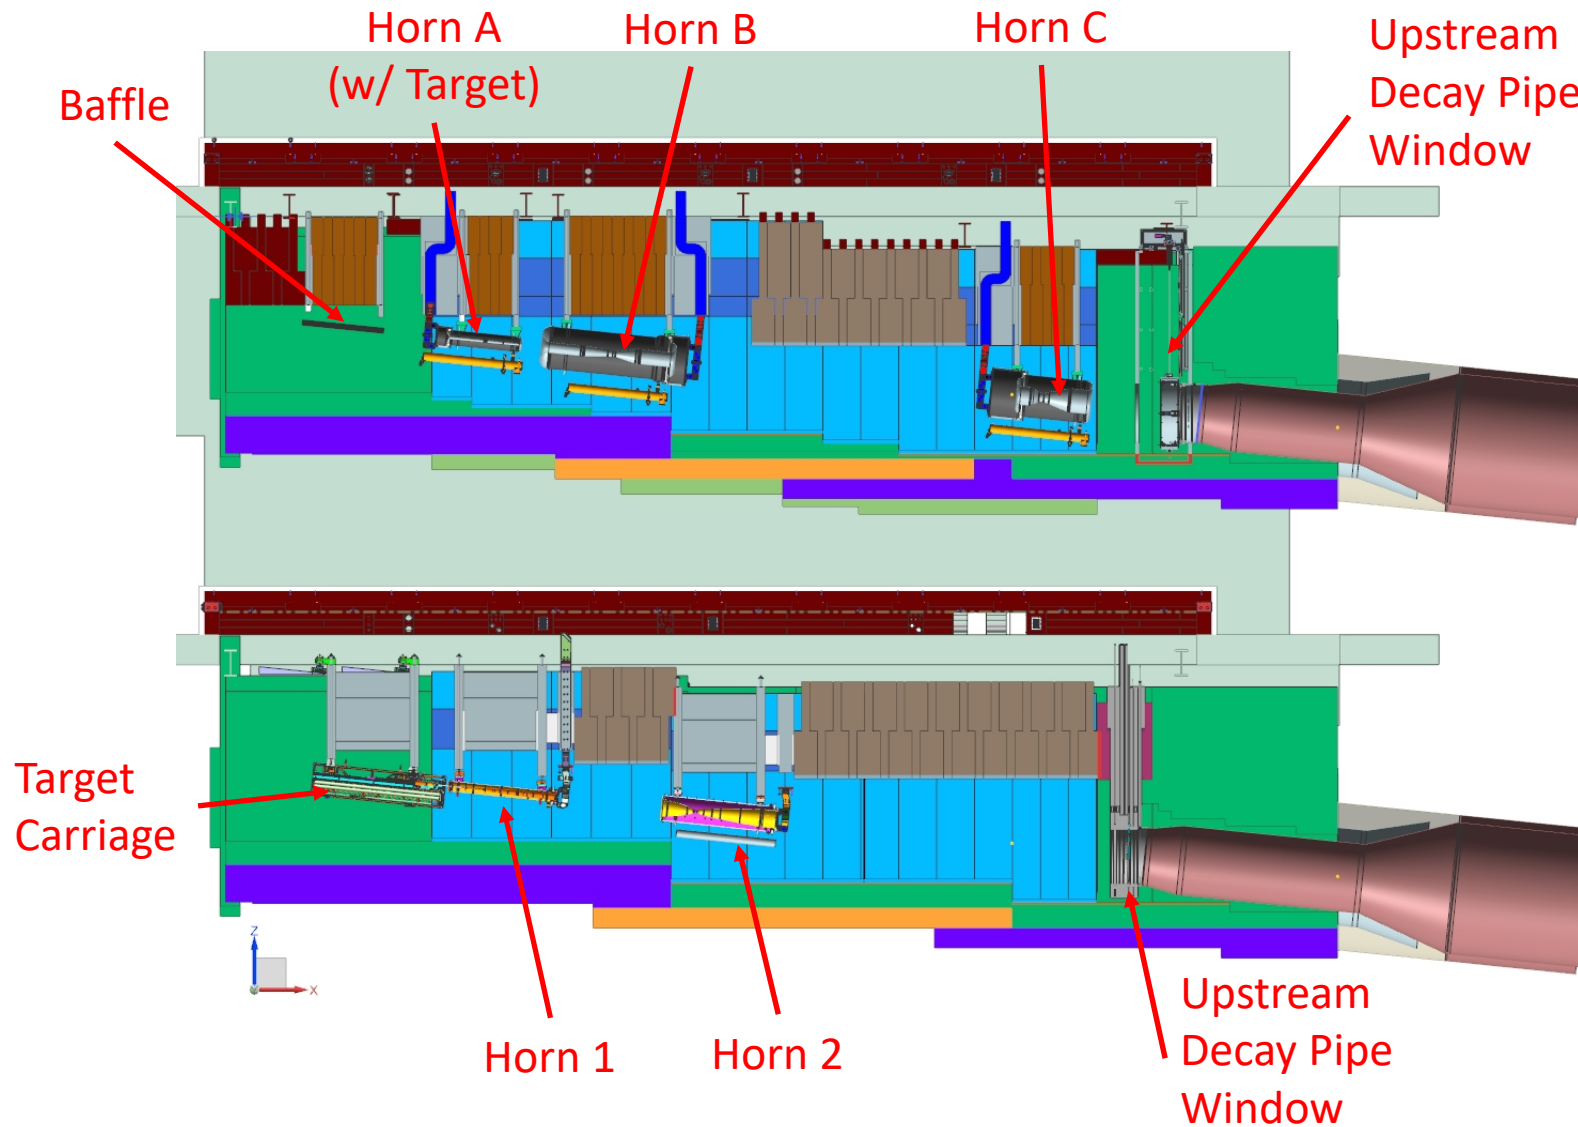 Horn A
(w/ Target)
Horn B
Horn C
Upstream
Decay Pipe
Window
Baffle
Target
Carriage
Z
X
Y
Horn 1
Horn 2
Upstream
Decay Pipe
Window